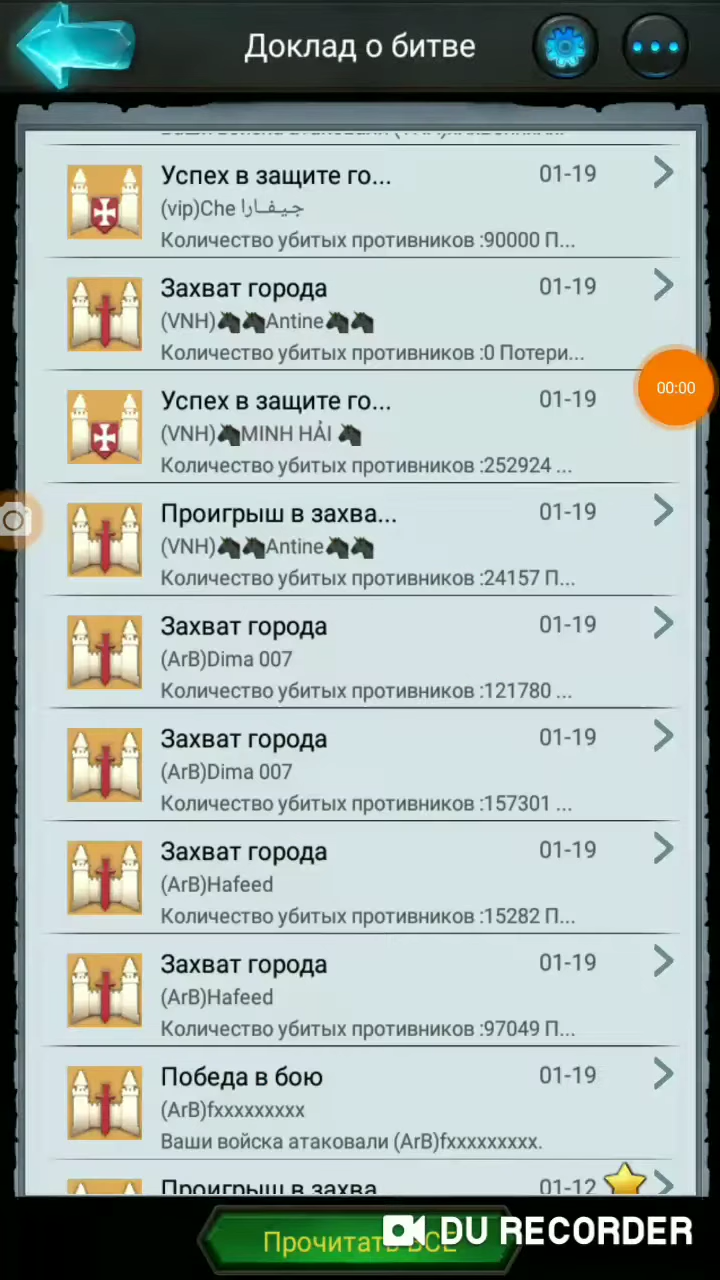 Доклад о битве
Успех в защите го... 01-19
(vip)Che جيفـارا
Количество убитых противников :90000 П...
Захват города 01-19
(VNH)🐴🐴Antine🐴🐴
Количество убитых противников :0 Потери...
00:00
Успех в защите го... 01-19
(VNH)🐴MINH HẢI 🐴
Количество убитых противников :252924 ...
Проигрыш в захва... 01-19
(VNH)🐴🐴Antine🐴🐴
Количество убитых противников :24157 П...
Захват города 01-19
(ArB)Dima 007
Количество убитых противников :121780 ...
Захват города 01-19
(ArB)Dima 007
Количество убитых противников :157301 ...
Захват города 01-19
(ArB)Hafeed
Количество убитых противников :15282 П...
Захват города 01-19
(ArB)Hafeed
Количество убитых противников :97049 П...
Победа в бою 01-19
(ArB)fxxxxxxxxx
Ваши войска атаковали (ArB)fxxxxxxxxx.
Проигрыш в захва 01-12
Прочитать ВСЕ
DU RECORDER